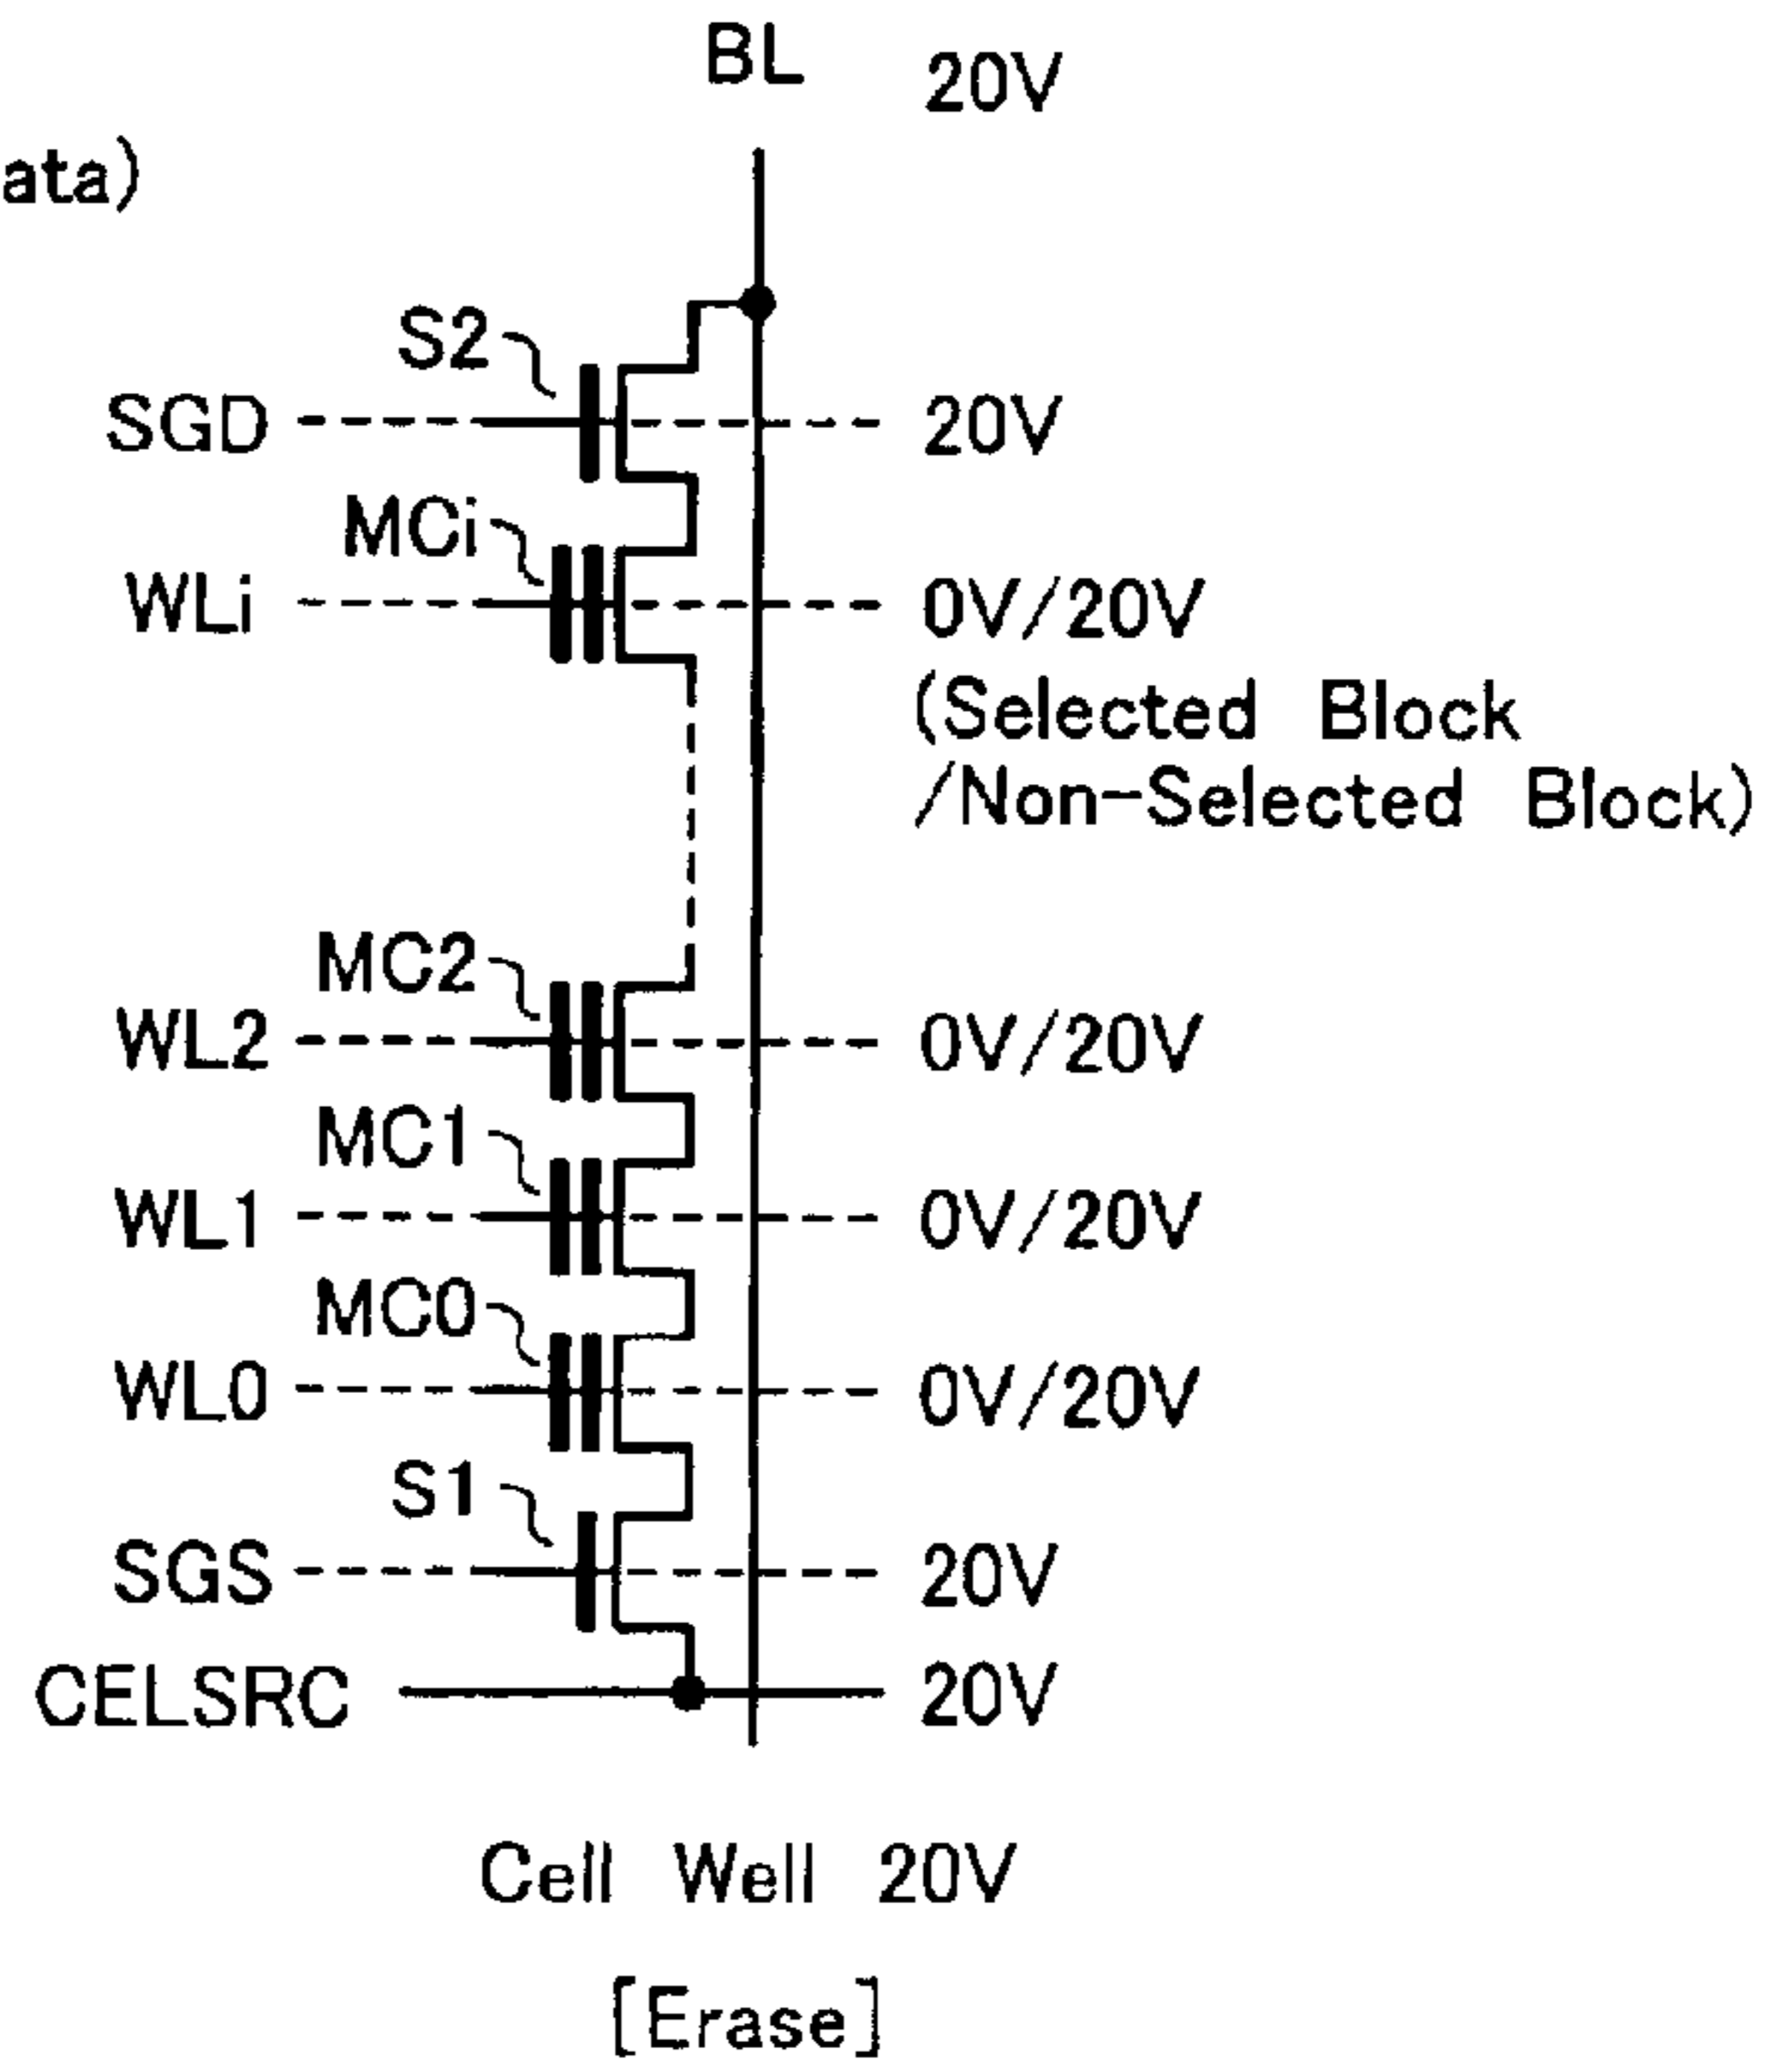 BL 20V
ata)
S2
SGD 20V
MCi
WLi 0V/20V
(Selected Block
/Non-Selected Block)
MC2
WL2 0V/20V
MC1
WL1 0V/20V
MC0
WL0 0V/20V
S1
SGS 20V
CELSRC 20V
Cell Well 20V
[Erase]